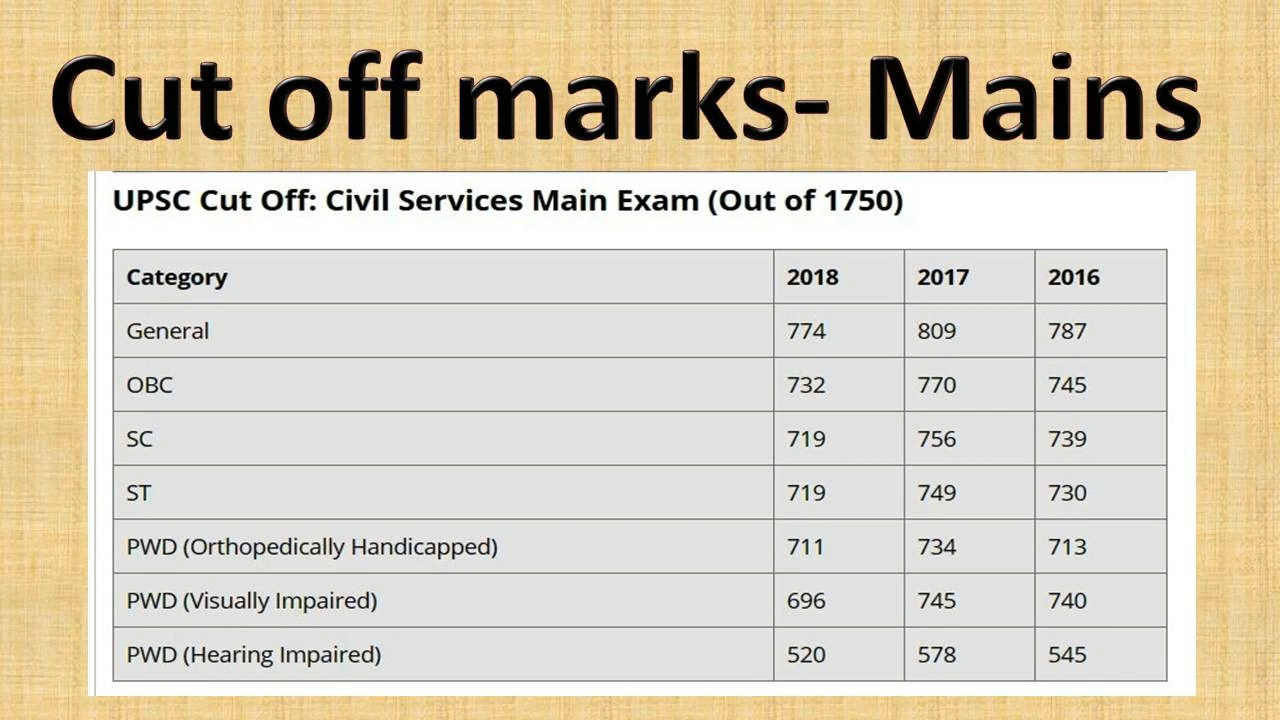 Cut off marks- Mains
UPSC Cut Off: Civil Services Main Exam (Out of 1750)
Category 2018 2017 2016
General 774 809 787
OBC 732 770 745
SC 719 756 739
ST 719 749 730
PWD (Orthopedically Handicapped) 711 734 713
PWD (Visually Impaired) 696 745 740
PWD (Hearing Impaired) 520 578 545